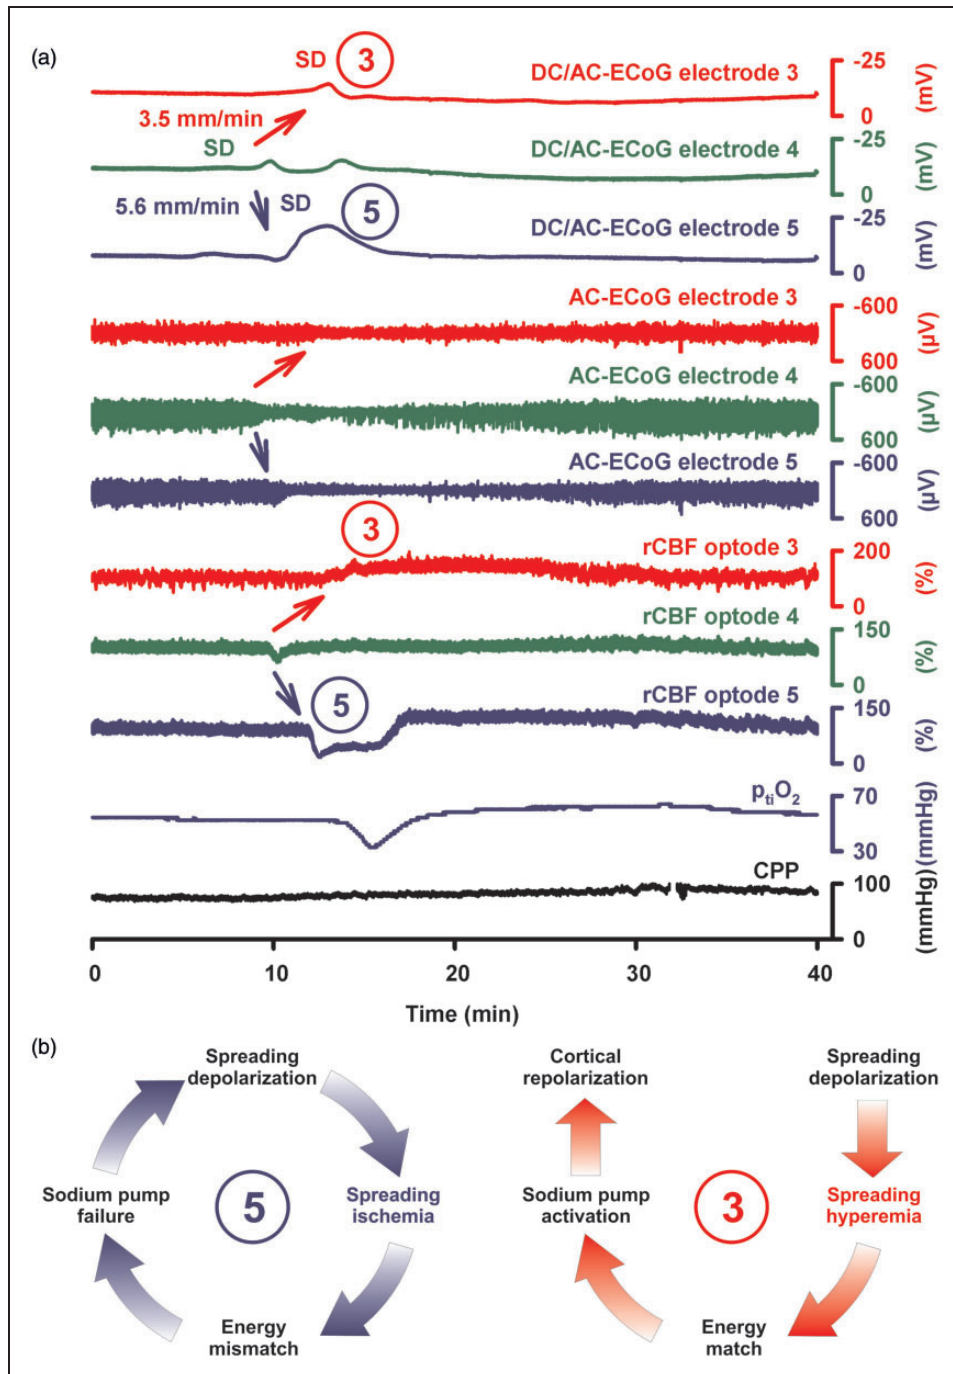 (a)
SD 3
DC/AC-ECoG electrode 3
-25
0
(mV)
3.5 mm/min
SD
DC/AC-ECoG electrode 4
-25
0
(mV)
5.6 mm/min
SD 5
DC/AC-ECoG electrode 5
-25
0
(mV)
AC-ECoG electrode 3
-600
600
(µV)
AC-ECoG electrode 4
-600
600
(µV)
AC-ECoG electrode 5
-600
600
(µV)
3
rCBF optode 3
200
0
(%)
rCBF optode 4
150
0
(%)
5
rCBF optode 5
150
0
(%)
ptiO2
70
30
(mmHg)
CPP
100
0
(mmHg)
0 10 20 30 40
Time (min)
(b)
Spreading
depolarization
Spreading
ischemia
Energy
mismatch
Sodium pump
failure
5
Cortical
repolarization
Spreading
depolarization
Spreading
hyperemia
Energy
match
Sodium pump
activation
3